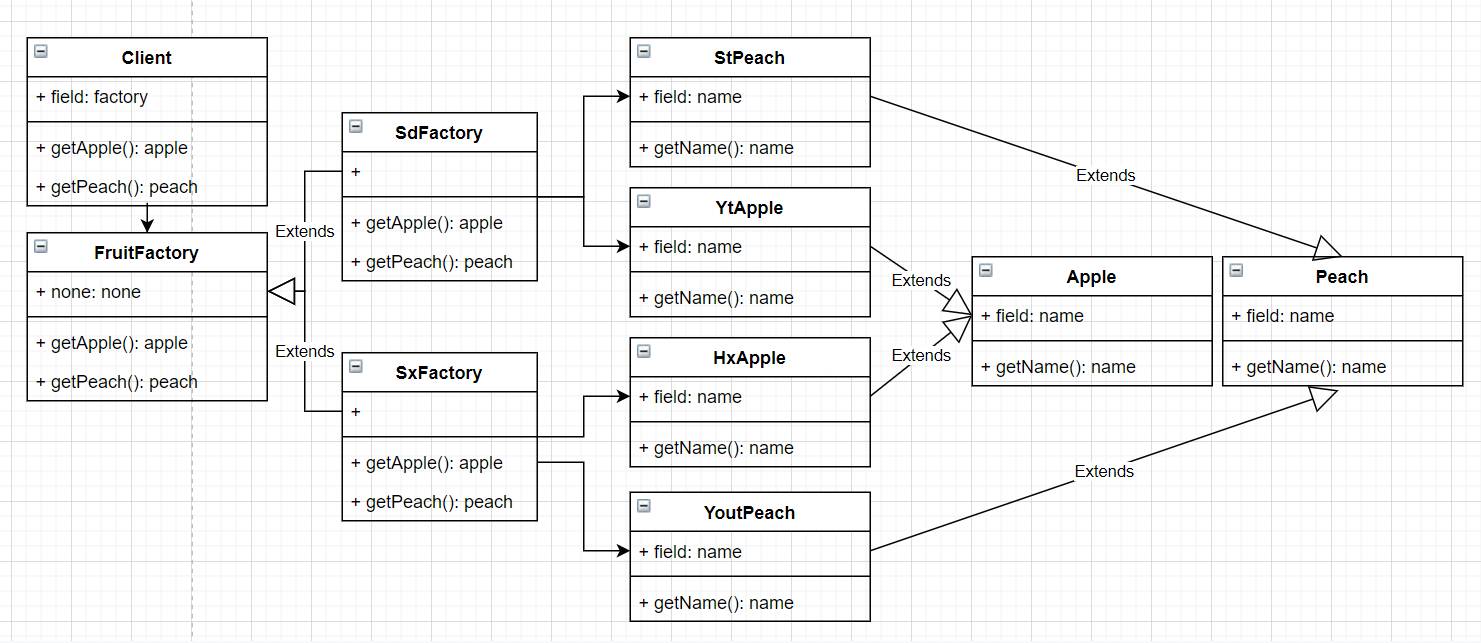 Client
+ field: factory
+ getApple(): apple
+ getPeach(): peach
FruitFactory
+ none: none
+ getApple(): apple
+ getPeach(): peach
Extends
Extends
SdFactory
+
+ getApple(): apple
+ getPeach(): peach
SxFactory
+
+ getApple(): apple
+ getPeach(): peach
StPeach
+ field: name
+ getName(): name
YtApple
+ field: name
+ getName(): name
HxApple
+ field: name
+ getName(): name
YoutPeach
+ field: name
+ getName(): name
Extends
Extends
Extends
Extends
Apple
+ field: name
+ getName(): name
Peach
+ field: name
+ getName(): name